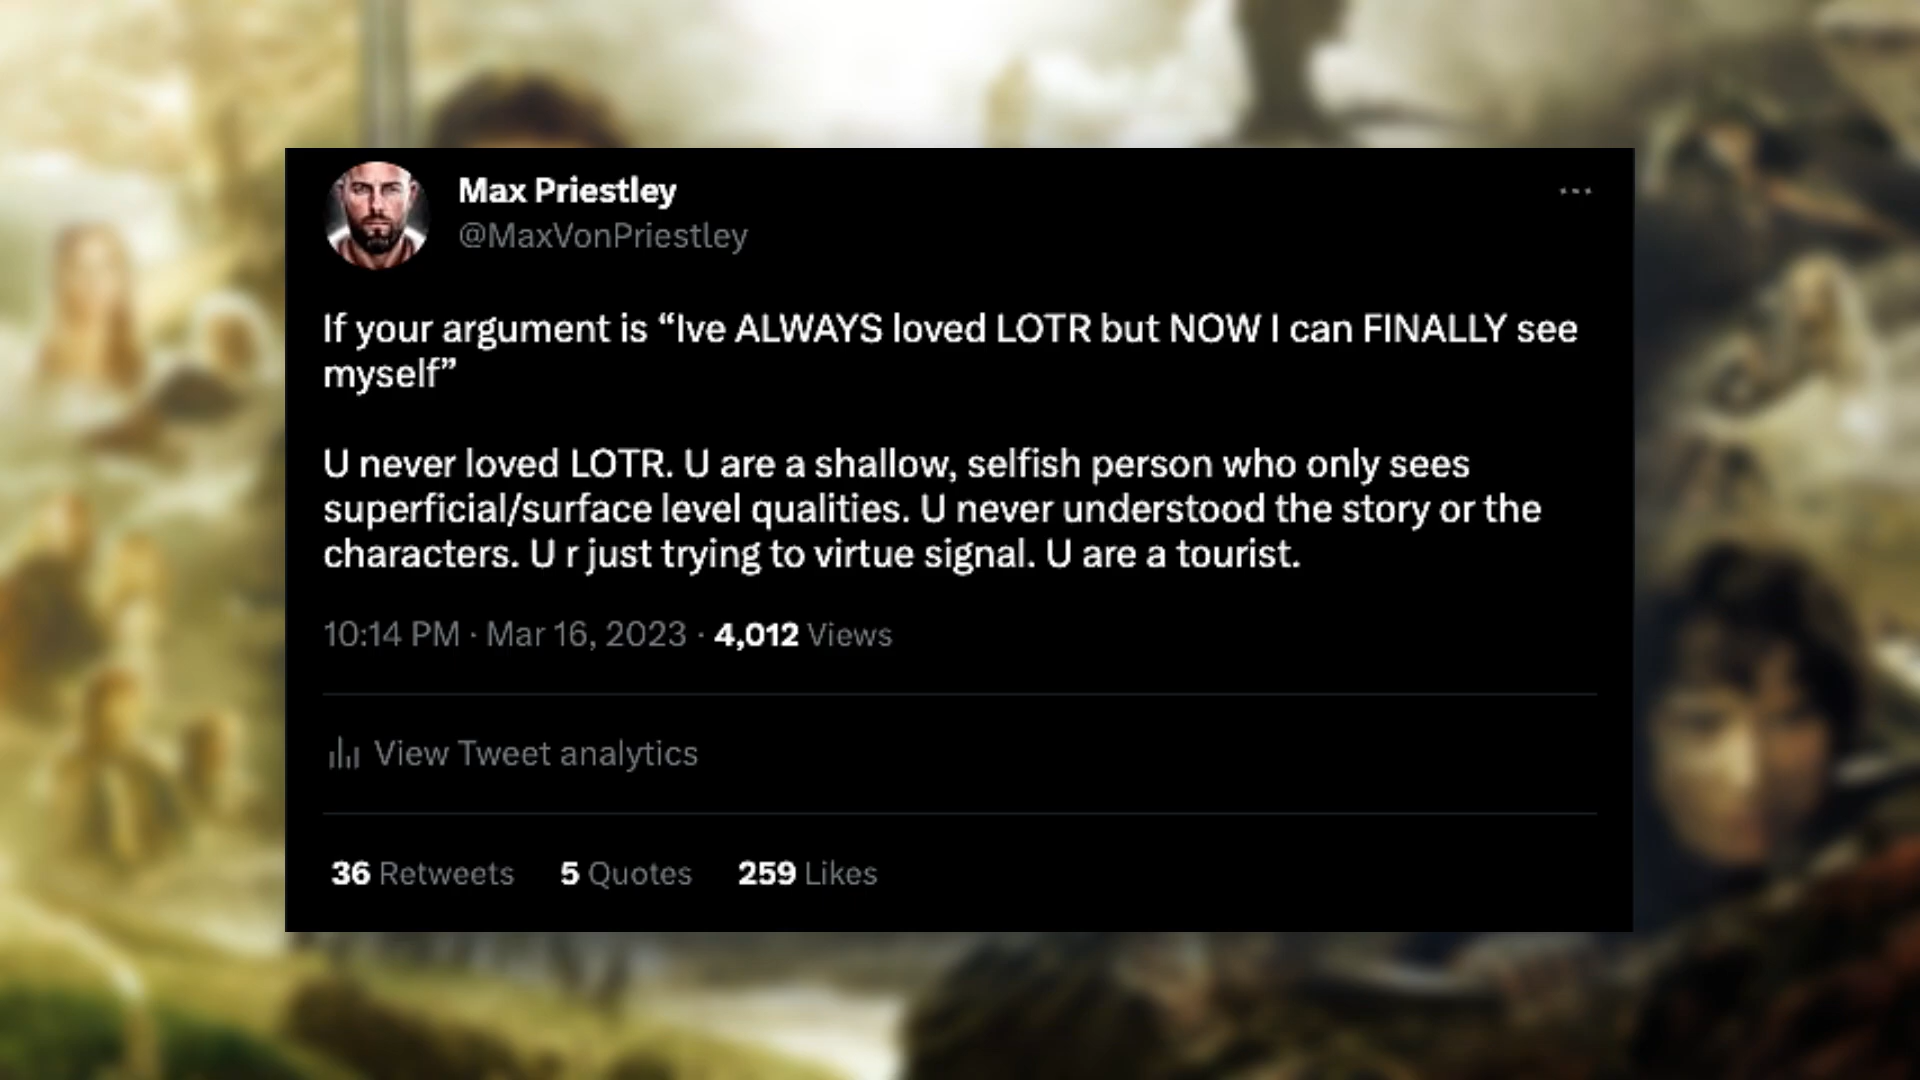 Max Priestley
@MaxVonPriestley
If your argument is “Ive ALWAYS loved LOTR but NOW I can FINALLY see
myself”
U never loved LOTR. U are a shallow, selfish person who only sees
superficial/surface level qualities. U never understood the story or the
characters. U r just trying to virtue signal. U are a tourist.
10:14 PM · Mar 16, 2023 · 4,012 Views
View Tweet analytics
36 Retweets 5 Quotes 259 Likes